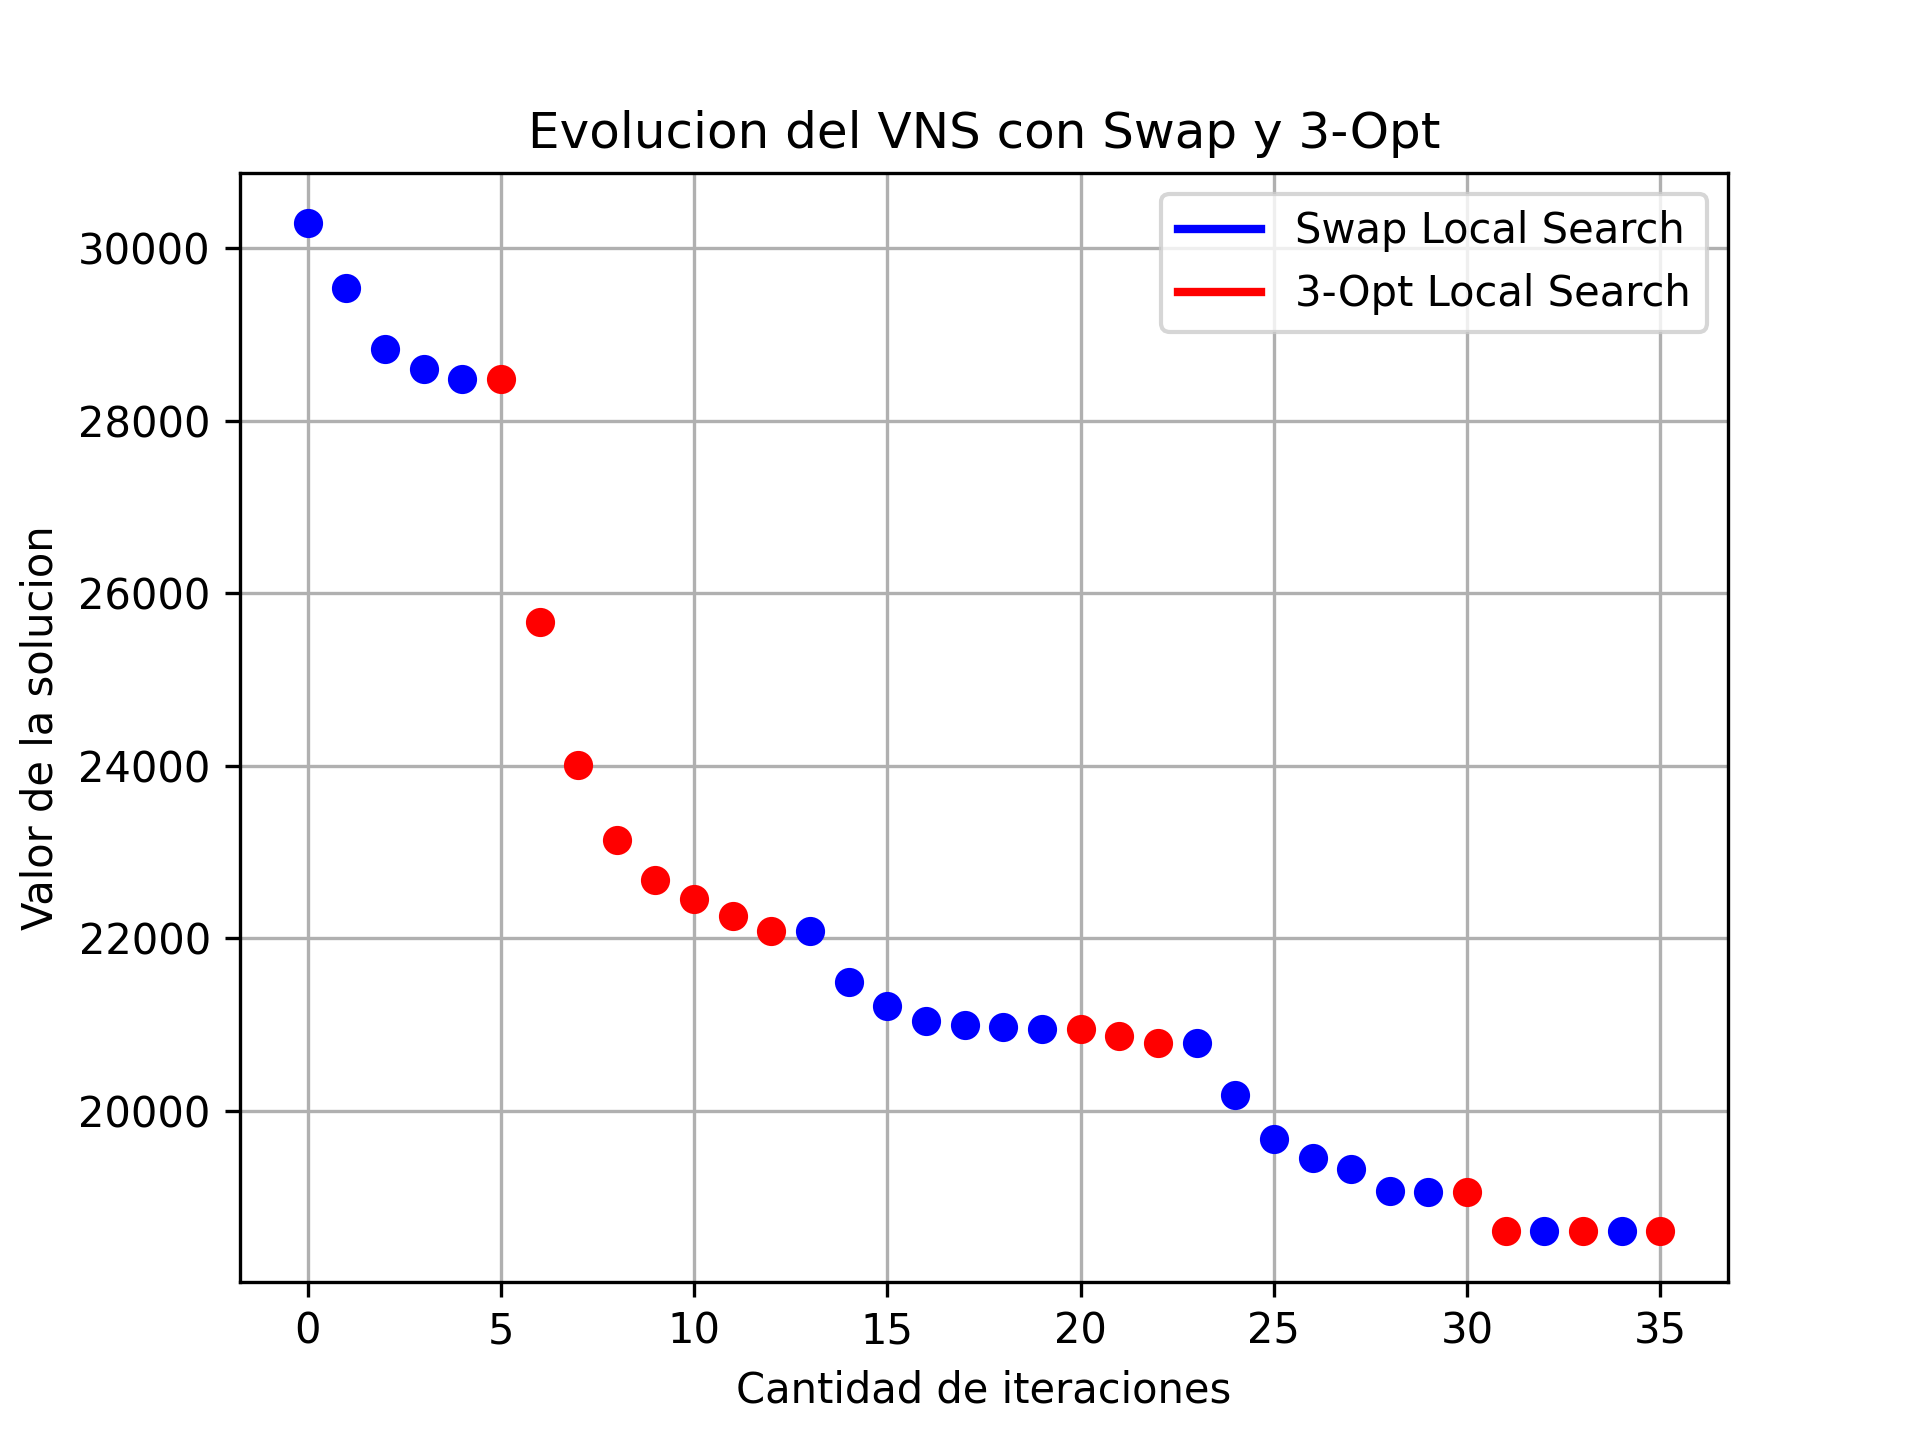 Evolucion del VNS con Swap y 3-Opt
Swap Local Search
3-Opt Local Search
30000
28000
26000
24000
22000
20000
Valor de la solucion
0 5 10 15 20 25 30 35
Cantidad de iteraciones